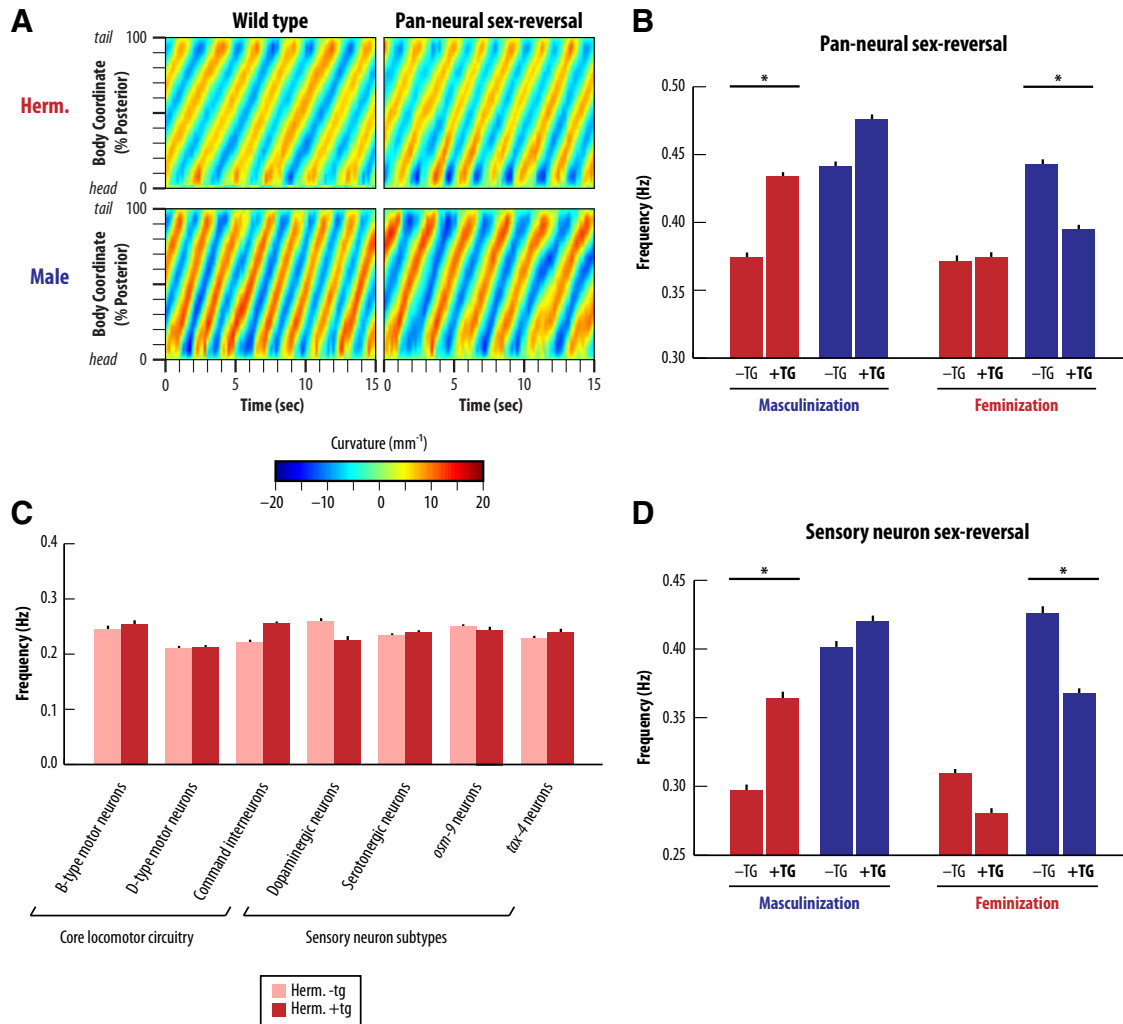 A
Wild type
Pan-neural sex-reversal
Herm.
Male
Body Coordinate
(% Posterior)
tail 100
head 0
Body Coordinate
(% Posterior)
tail 100
head 0
0 5 10 15
0 5 10 15
Time (sec)
Time (sec)
Curvature (mm⁻¹)
−20 −10 0 10 20
B
Pan-neural sex-reversal
* *
Frequency (Hz)
0.50
0.45
0.40
0.35
0.30
−TG +TG −TG +TG −TG +TG −TG +TG
Masculinization Feminization
C
Frequency (Hz)
0.4
0.3
0.2
0.1
0.0
B-type motor neurons
D-type motor neurons
Command interneurons
Dopaminergic neurons
Serotonergic neurons
osm-9 neurons
tax-4 neurons
Core locomotor circuitry
Sensory neuron subtypes
Herm. -tg
Herm. +tg
D
Sensory neuron sex-reversal
* *
Frequency (Hz)
0.45
0.40
0.35
0.30
0.25
−TG +TG −TG +TG −TG +TG −TG +TG
Masculinization Feminization